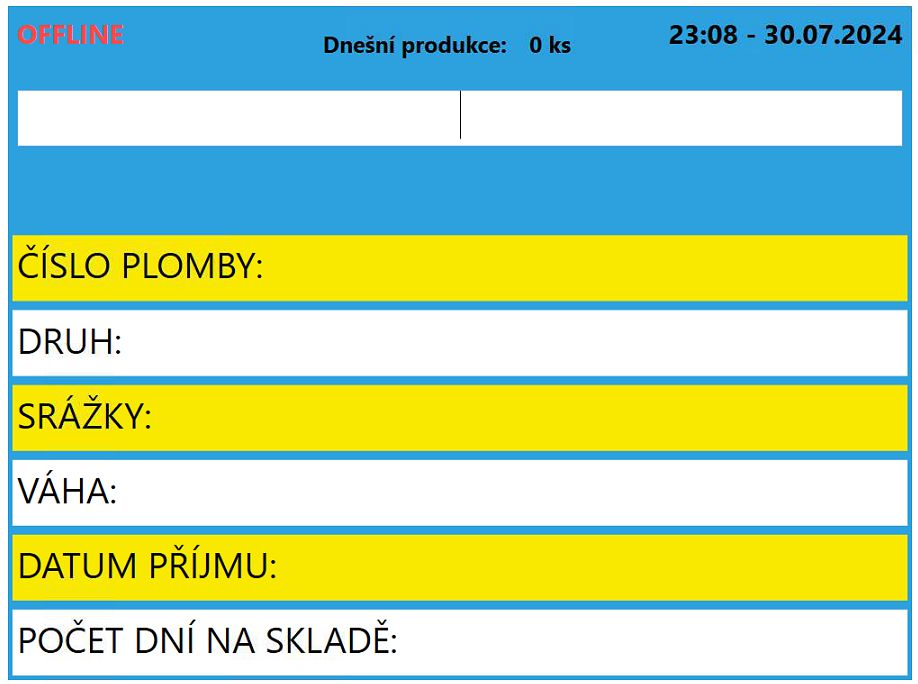 OFFLINE
Dnešní produkce: 0 ks
23:08 - 30.07.2024
ČÍSLO PLOMBY:
DRUH:
SRÁŽKY:
VÁHA:
DATUM PŘÍJMU:
POČET DNÍ NA SKLADĚ: